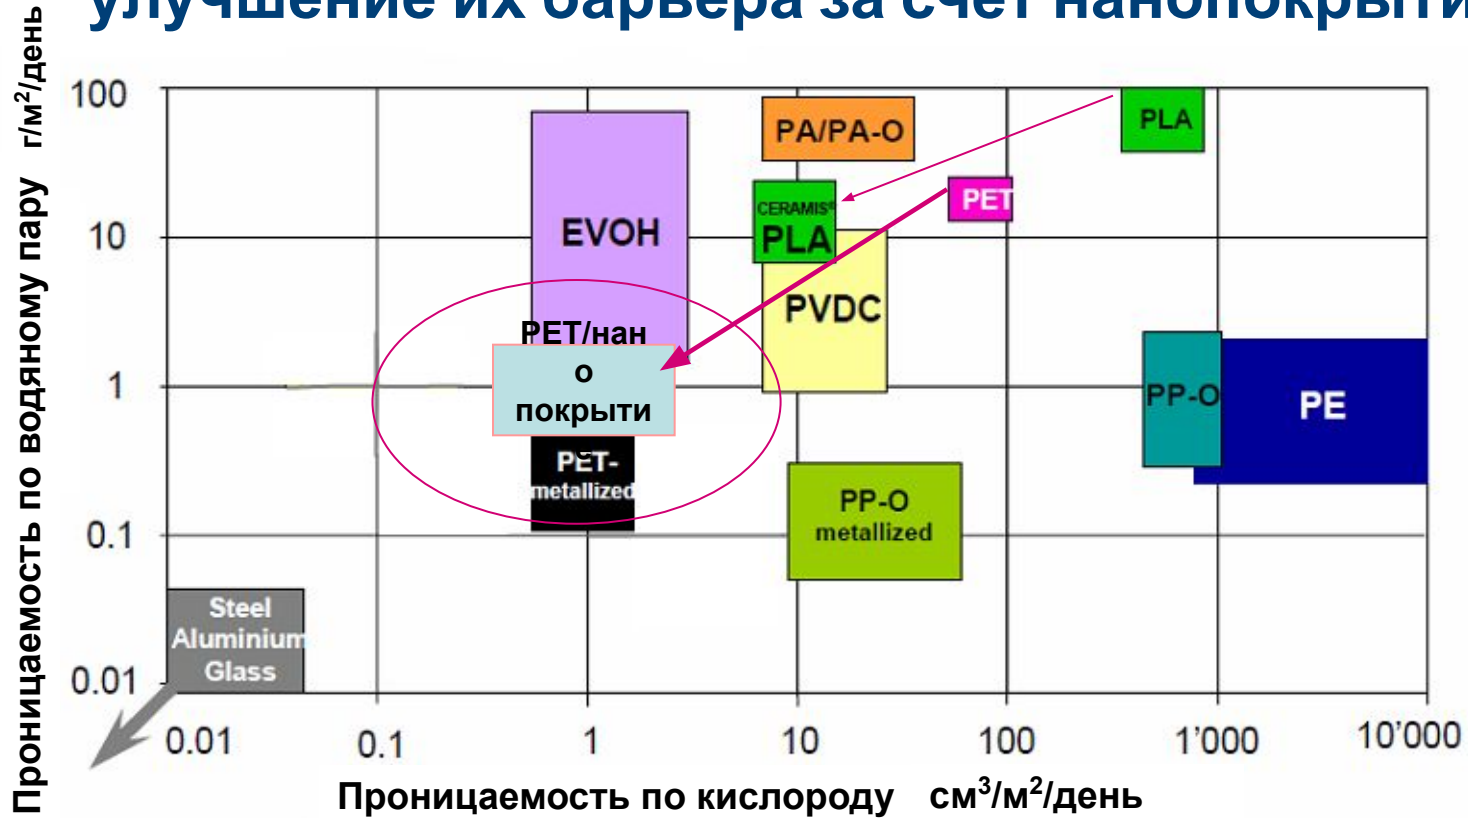 улучшение их барьера за счет нанопокрыти
Проницаемость по водяному пару г/м²/день
100
10
1
0.1
0.01
EVOH
PA/PA-O
CERAMIS®
PLA
PLA
PET
PVDC
PET/нан
о
покрыти
PET-
metallized
PP-O
metallized
PP-O
PE
Steel
Aluminium
Glass
0.01
0.1
1
10
100
1'000
10'000
Проницаемость по кислороду см³/м²/день